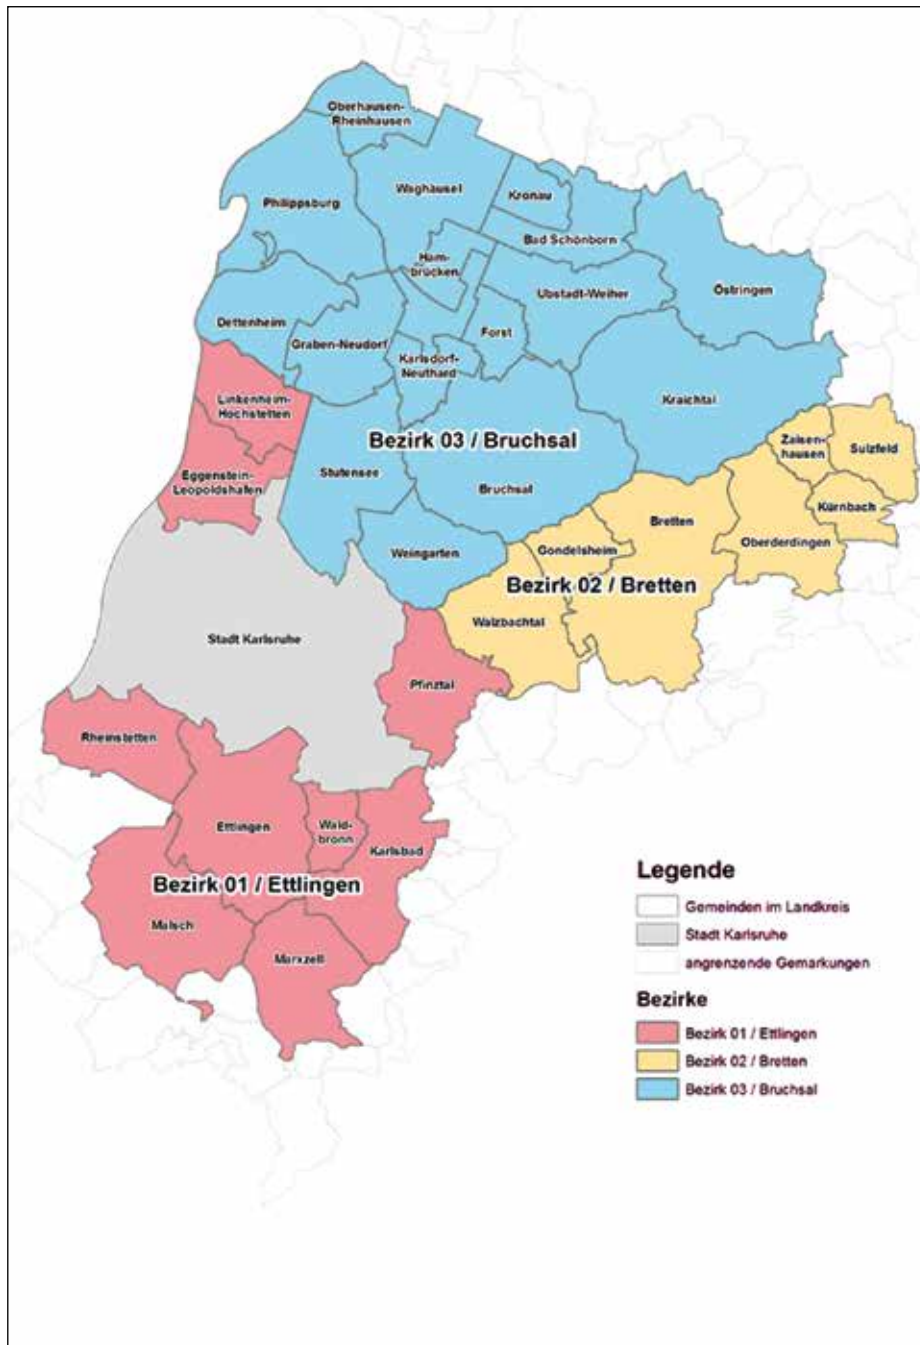 Oberhausen-
Rheinhausen
Waghäusel
Kronau
Philippsburg
Bad Schönborn
Ham-
brücken
Östringen
Ubstadt-Weiher
Dettenheim
Forst
Graben-Neudorf
Karlsdorf-
Neuthard
Linkenheim-
Hochstetten
Kraichtal
Bezirk 03 / Bruchsal
Zaisen-
hausen
Sulzfeld
Stutensee
Eggenstein-
Leopoldshafen
Bruchsal
Kürnbach
Bretten
Oberderdingen
Gondelsheim
Weingarten
Bezirk 02 / Bretten
Walzbachtal
Stadt Karlsruhe
Pfinztal
Rheinstetten
Ettlingen
Wald-
bronn
Karlsbad
Bezirk 01 / Ettlingen
Malsch
Marxzell
Legende
Gemeinden im Landkreis
Stadt Karlsruhe
angrenzende Gemarkungen
Bezirke
Bezirk 01 / Ettlingen
Bezirk 02 / Bretten
Bezirk 03 / Bruchsal